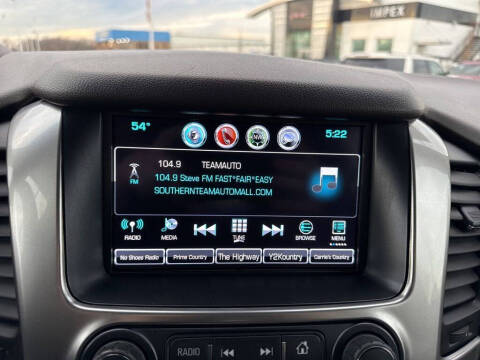 IMPEX
54°
5:22
104.9 TEAMAUTO
FM
104.9 Steve FM FAST*FAIR*EASY
SOUTHERNTEAMAUTOMALL.COM
RADIO MEDIA TUNE BROWSE MENU
No Shoes Radio Prime Country The Highway Y2Kountry Carrie's Country
RADIO